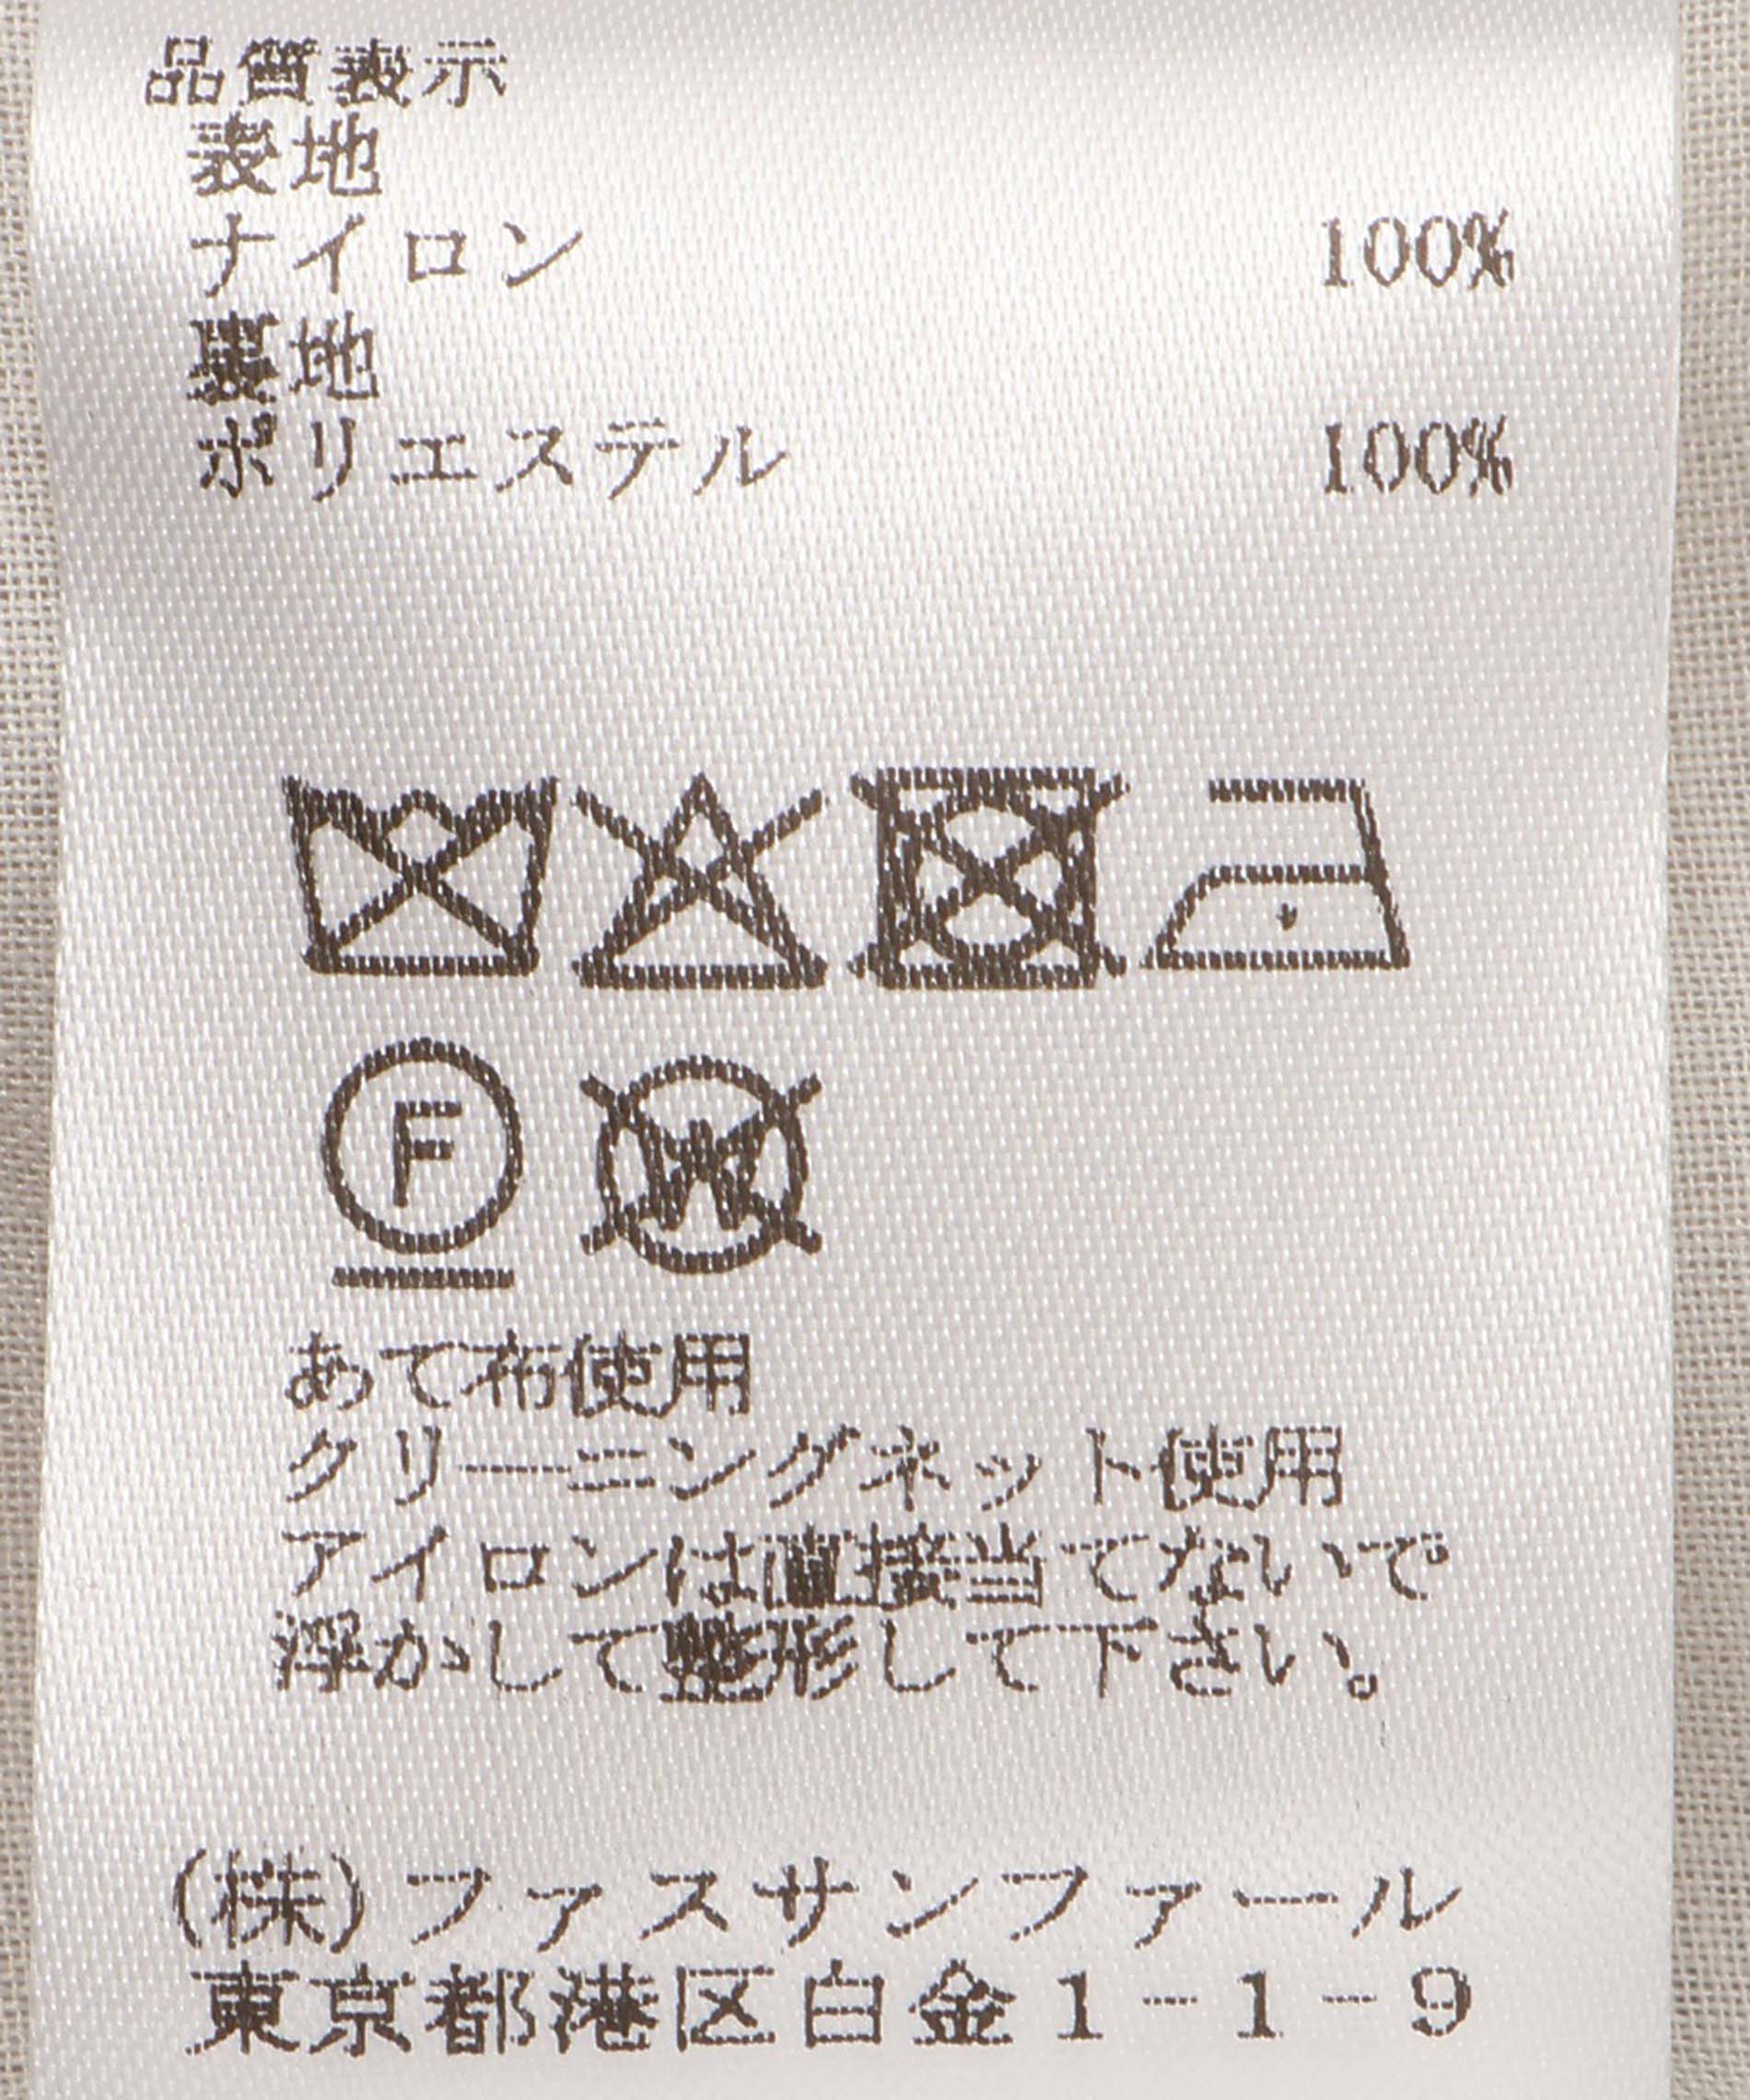 品質表示
表地
ナイロン 100%
裏地
ポリエステル 100%
F W
あて布使用
クリーニングネット使用
アイロンは直接当てないで
浮かして整形して下さい。
(株)ファスサンファール
東京都港区白金1-1-9